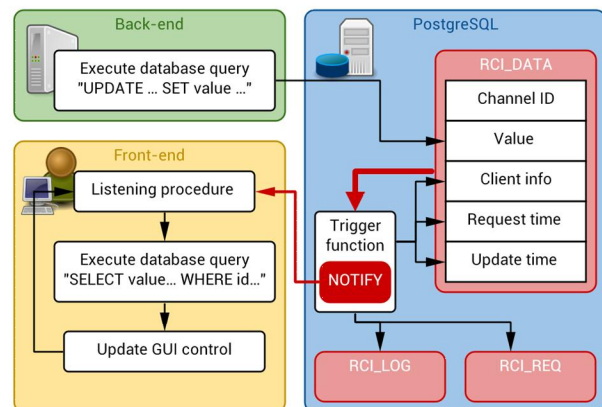 Back-end
Execute database query
"UPDATE ... SET value ..."
PostgreSQL
RCI_DATA
Channel ID
Value
Client info
Request time
Update time
Front-end
Listening procedure
Execute database query
"SELECT value... WHERE id..."
Update GUI control
Trigger
function
NOTIFY
RCI_LOG
RCI_REQ